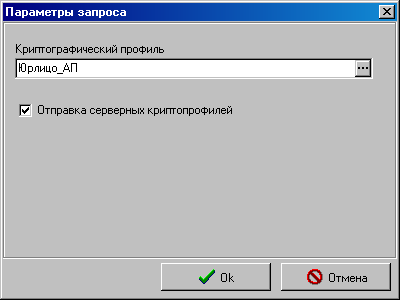 Параметры запроса
Криптографический профиль
Юрлицо_АП
...
Отправка серверных криптопрофилей
Ok
Отмена